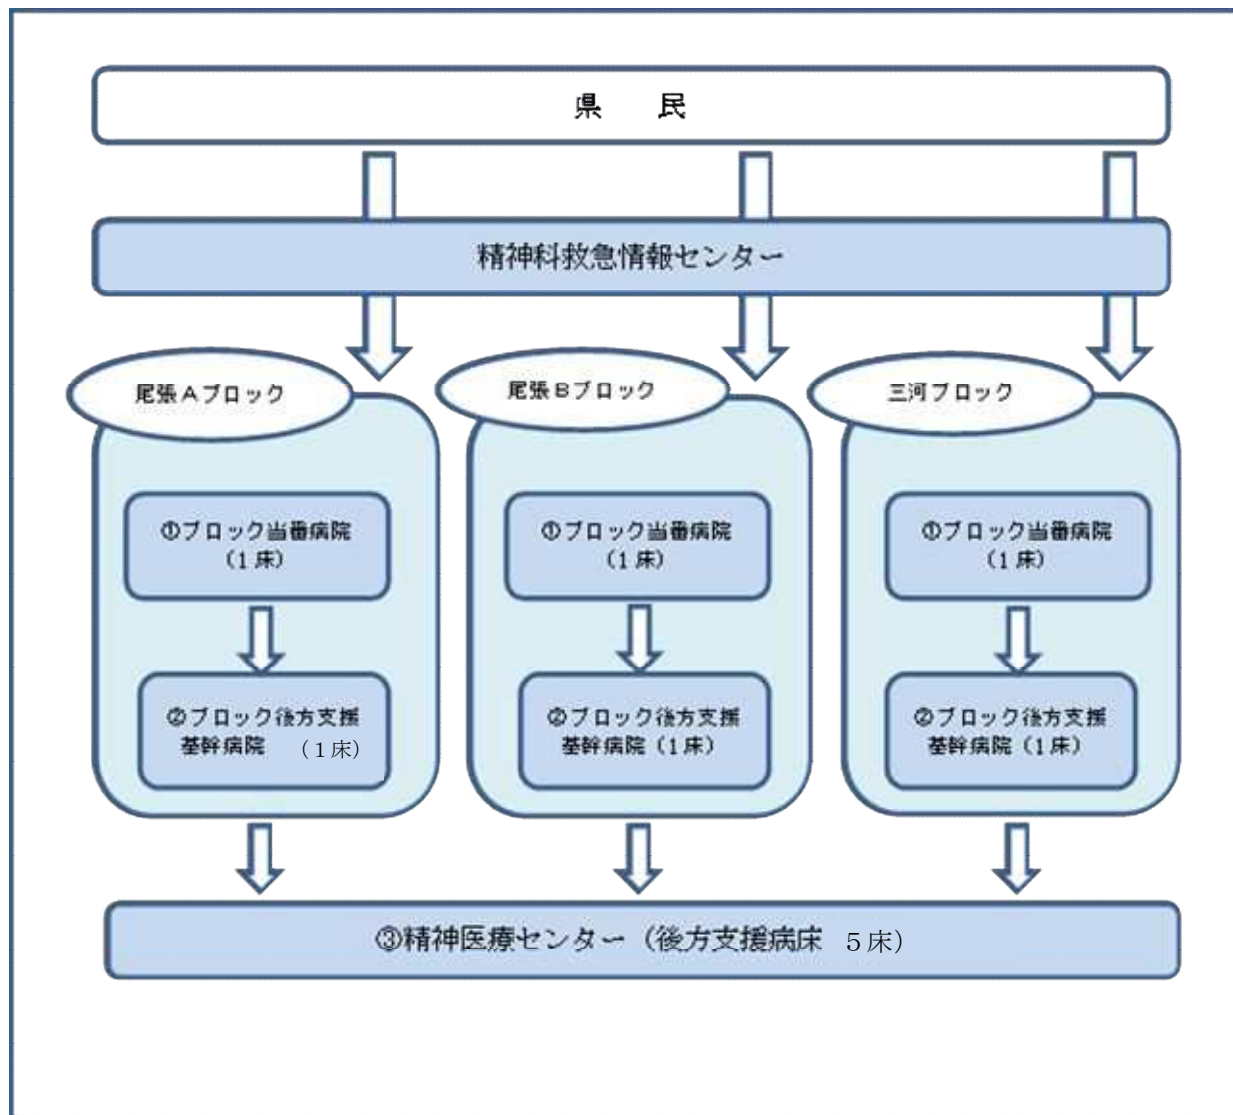 県　　民
精神科救急情報センター
尾張Aブロック
①ブロック当番病院
（1床）
②ブロック後方支援
基幹病院　（１床）
尾張Bブロック
①ブロック当番病院
（1床）
②ブロック後方支援
基幹病院（1床）
三河ブロック
①ブロック当番病院
（1床）
②ブロック後方支援
基幹病院（1床）
③精神医療センター（後方支援病床　５床）